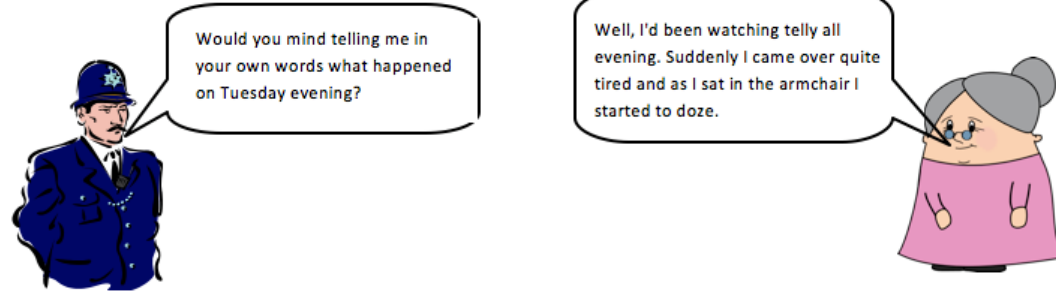 Would you mind telling me in
your own words what happened
on Tuesday evening?
Well, I'd been watching telly all
evening. Suddenly I came over quite
tired and as I sat in the armchair I
started to doze.